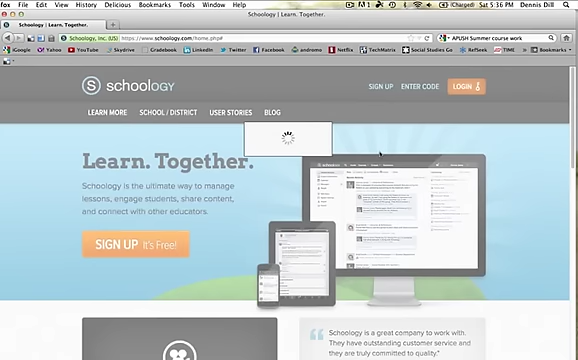 fox File Edit View History Delicious Bookmarks Tools Window Help (Charged) Sat 5:36 PM Dennis Dill
Schoology | Learn. Together.
Schoology | Learn. Together. +
Schoology, Inc. (US) https://www.schoology.com/home.php# APUSH Summer course work
Calendar Quia YouTube Skydrive Gradebook LinkedIn Twitter Facebook andromo Netflix TechMatrix Social Studies Go RefSeek TV Time Bookmarks
schoology
SIGN UP ENTER CODE LOGIN
LEARN MORE SCHOOL / DISTRICT USER STORIES BLOG
Learn. Together.
Schoology is the ultimate way to manage
lessons, engage students, share content,
and connect with other educators.
SIGN UP It's Free!
Schoology is a great company to work with.
They have outstanding customer service and
they are truly committed to quality.